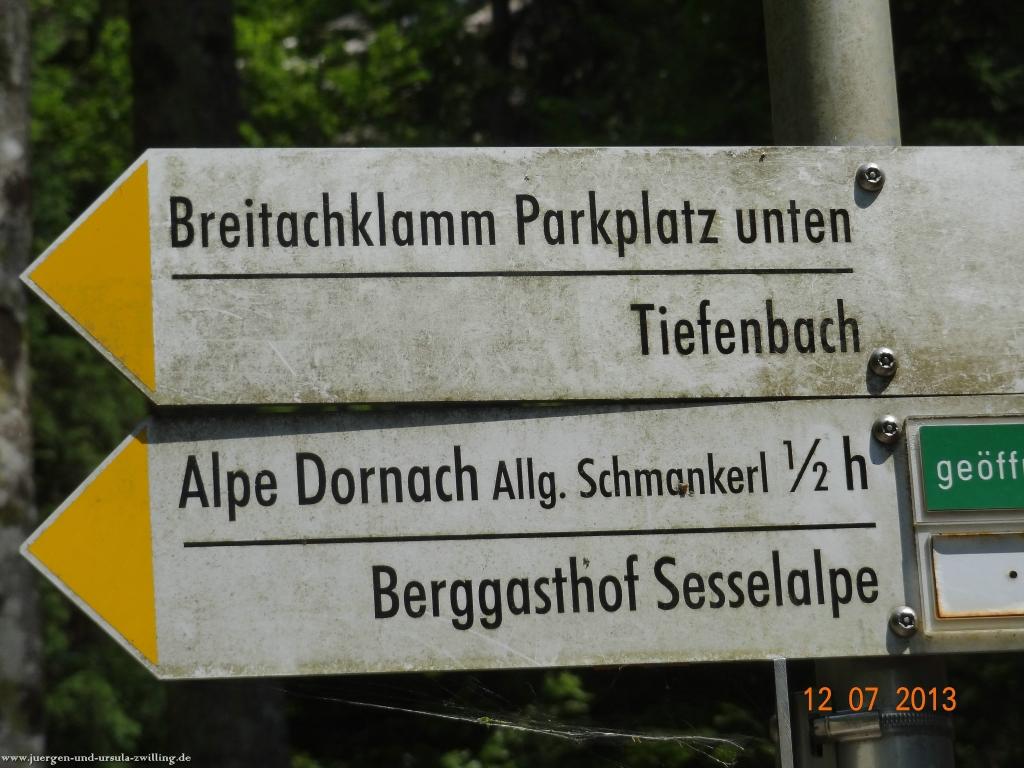 Breitachklamm Parkplatz unten
Tiefenbach
Alpe Dornach Allg. Schmankerl ½ h
Berggasthof Sesselalpe
geöff
12 07 2013
www.juergen-und-ursula-zwilling.de